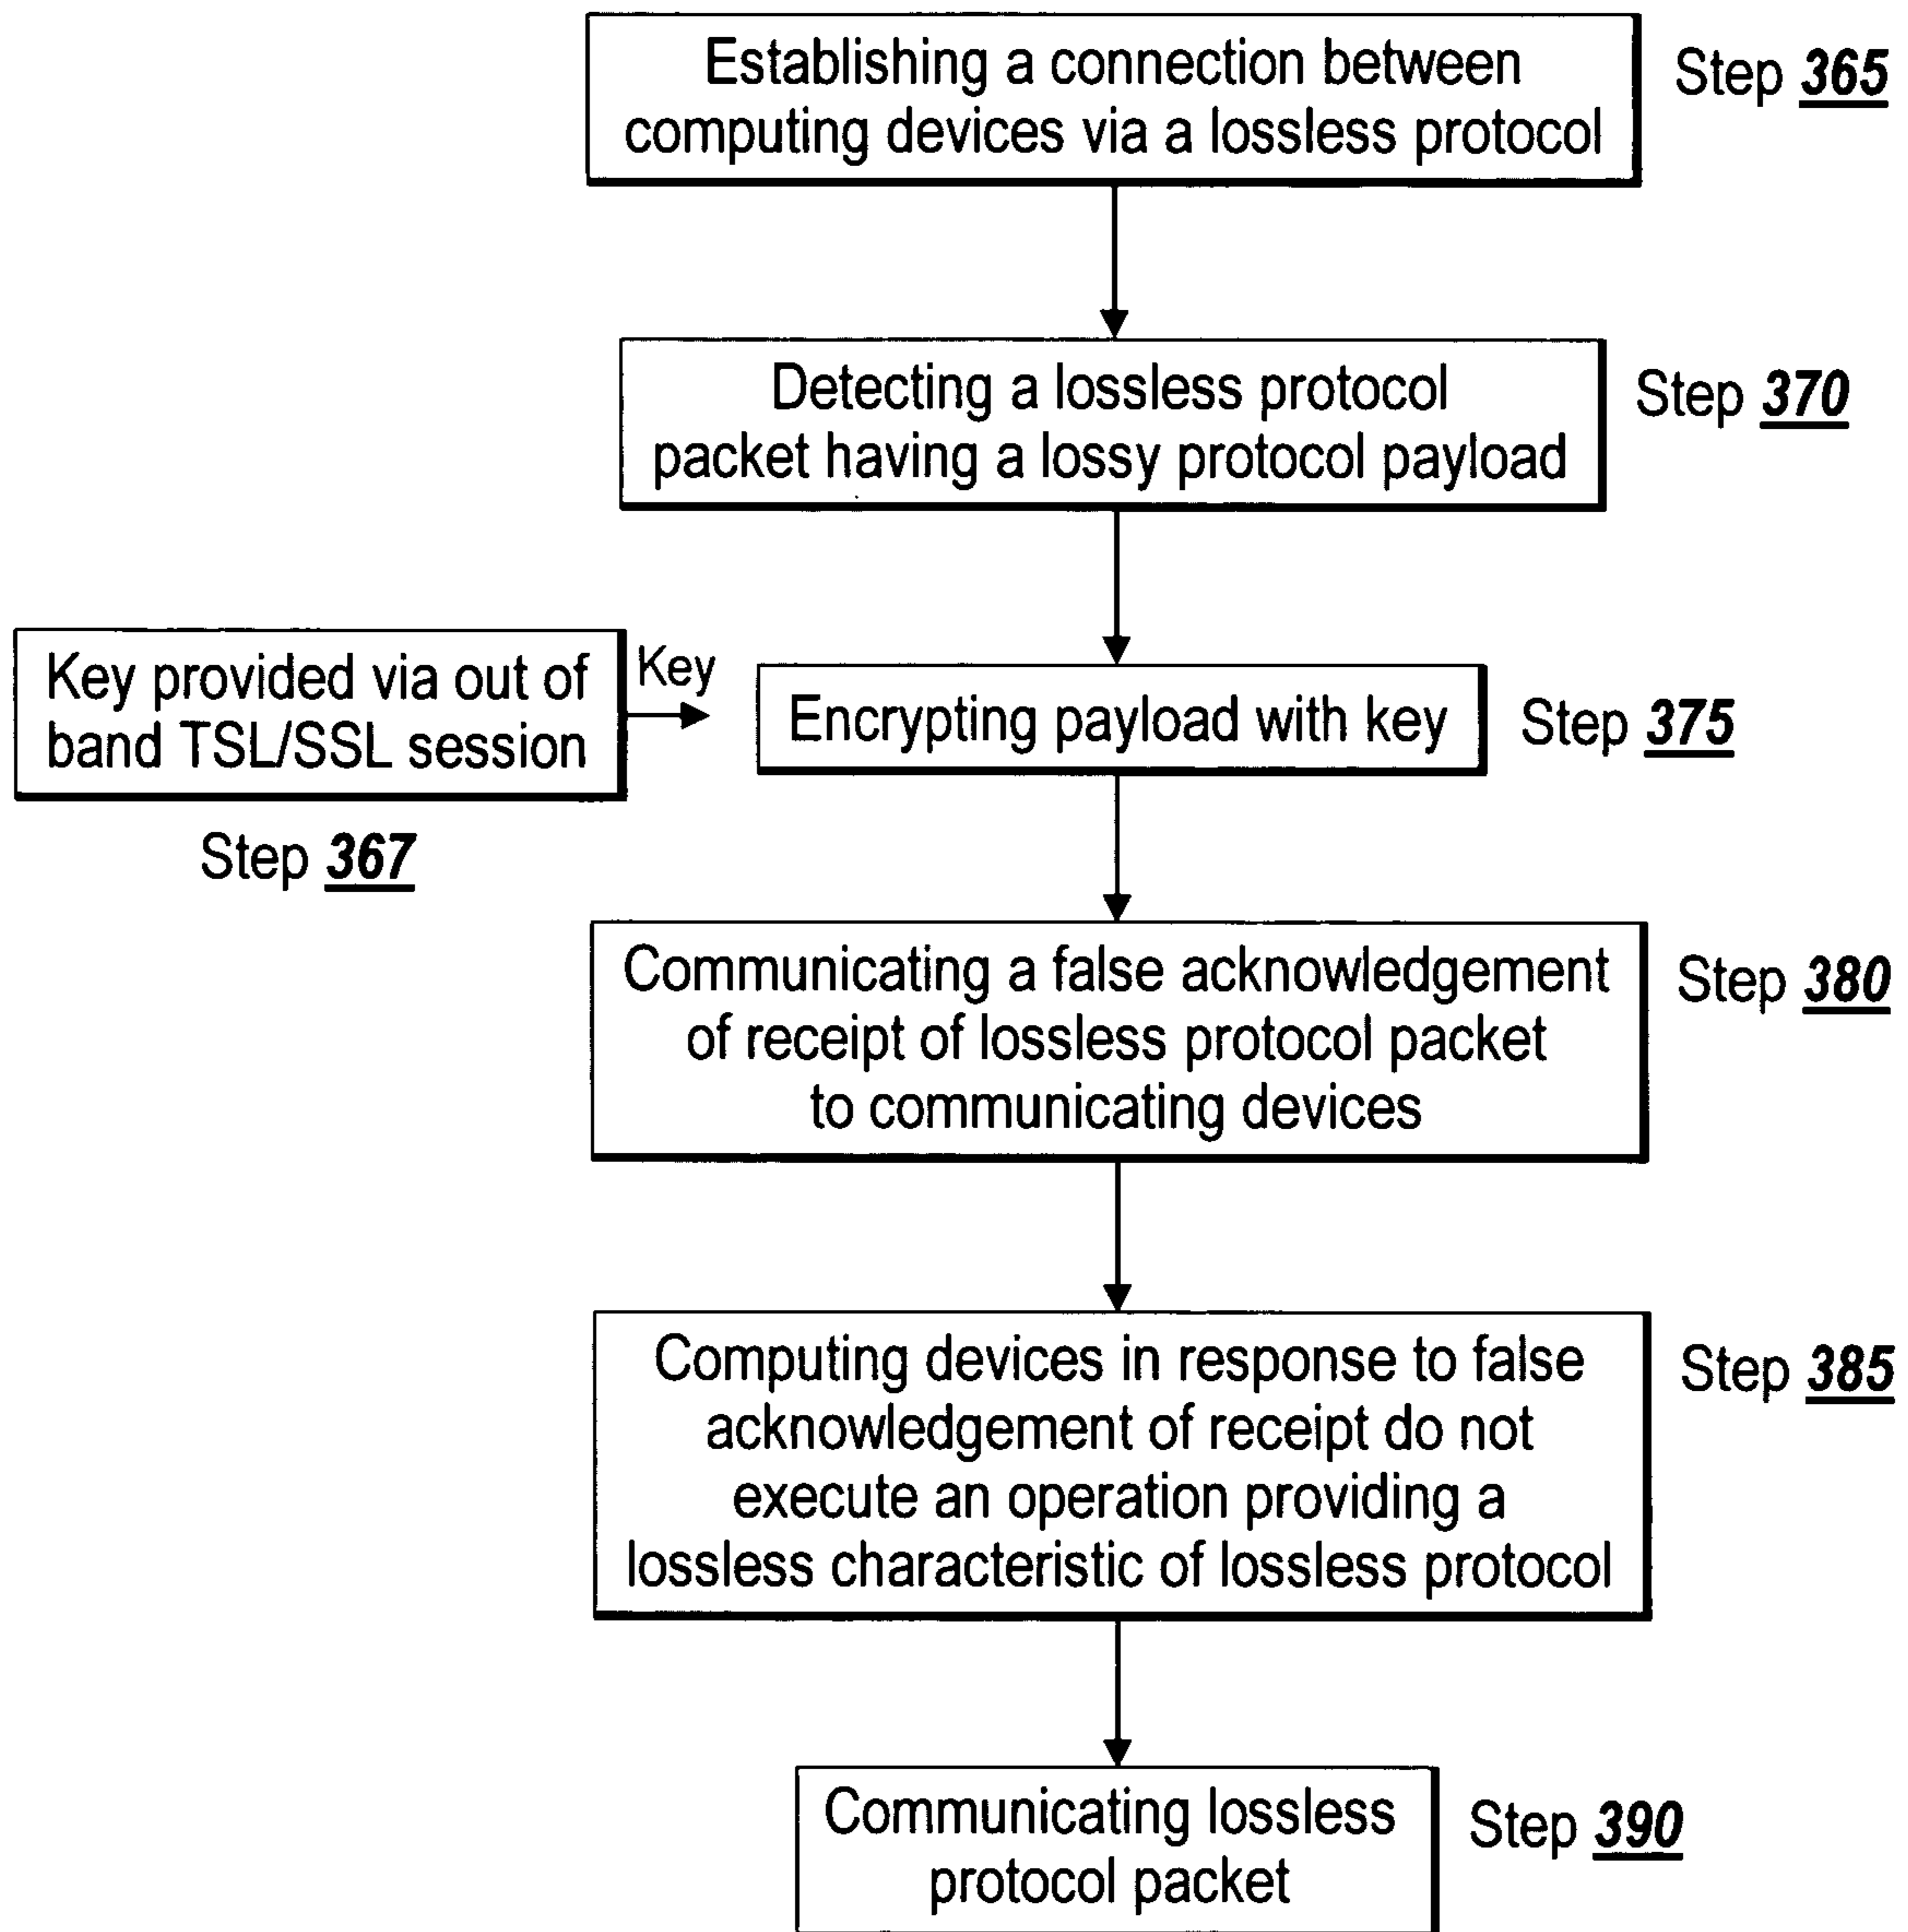 Establishing a connection between
computing devices via a lossless protocol
Step 365
Detecting a lossless protocol
packet having a lossy protocol payload
Step 370
Key provided via out of
band TSL/SSL session
Step 367
Key
Encrypting payload with key
Step 375
Communicating a false acknowledgement
of receipt of lossless protocol packet
to communicating devices
Step 380
Computing devices in response to false
acknowledgement of receipt do not
execute an operation providing a
lossless characteristic of lossless protocol
Step 385
Communicating lossless
protocol packet
Step 390